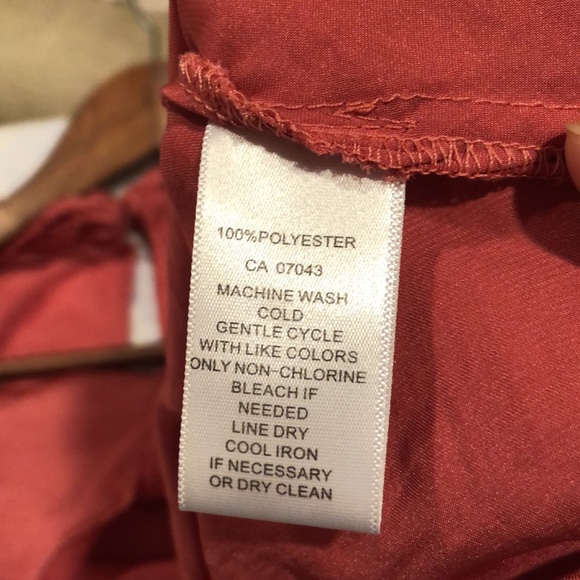 100%POLYESTER
CA 07043
MACHINE WASH
COLD
GENTLE CYCLE
WITH LIKE COLORS
ONLY NON-CHLORINE
BLEACH IF
NEEDED
LINE DRY
COOL IRON
IF NECESSARY
OR DRY CLEAN